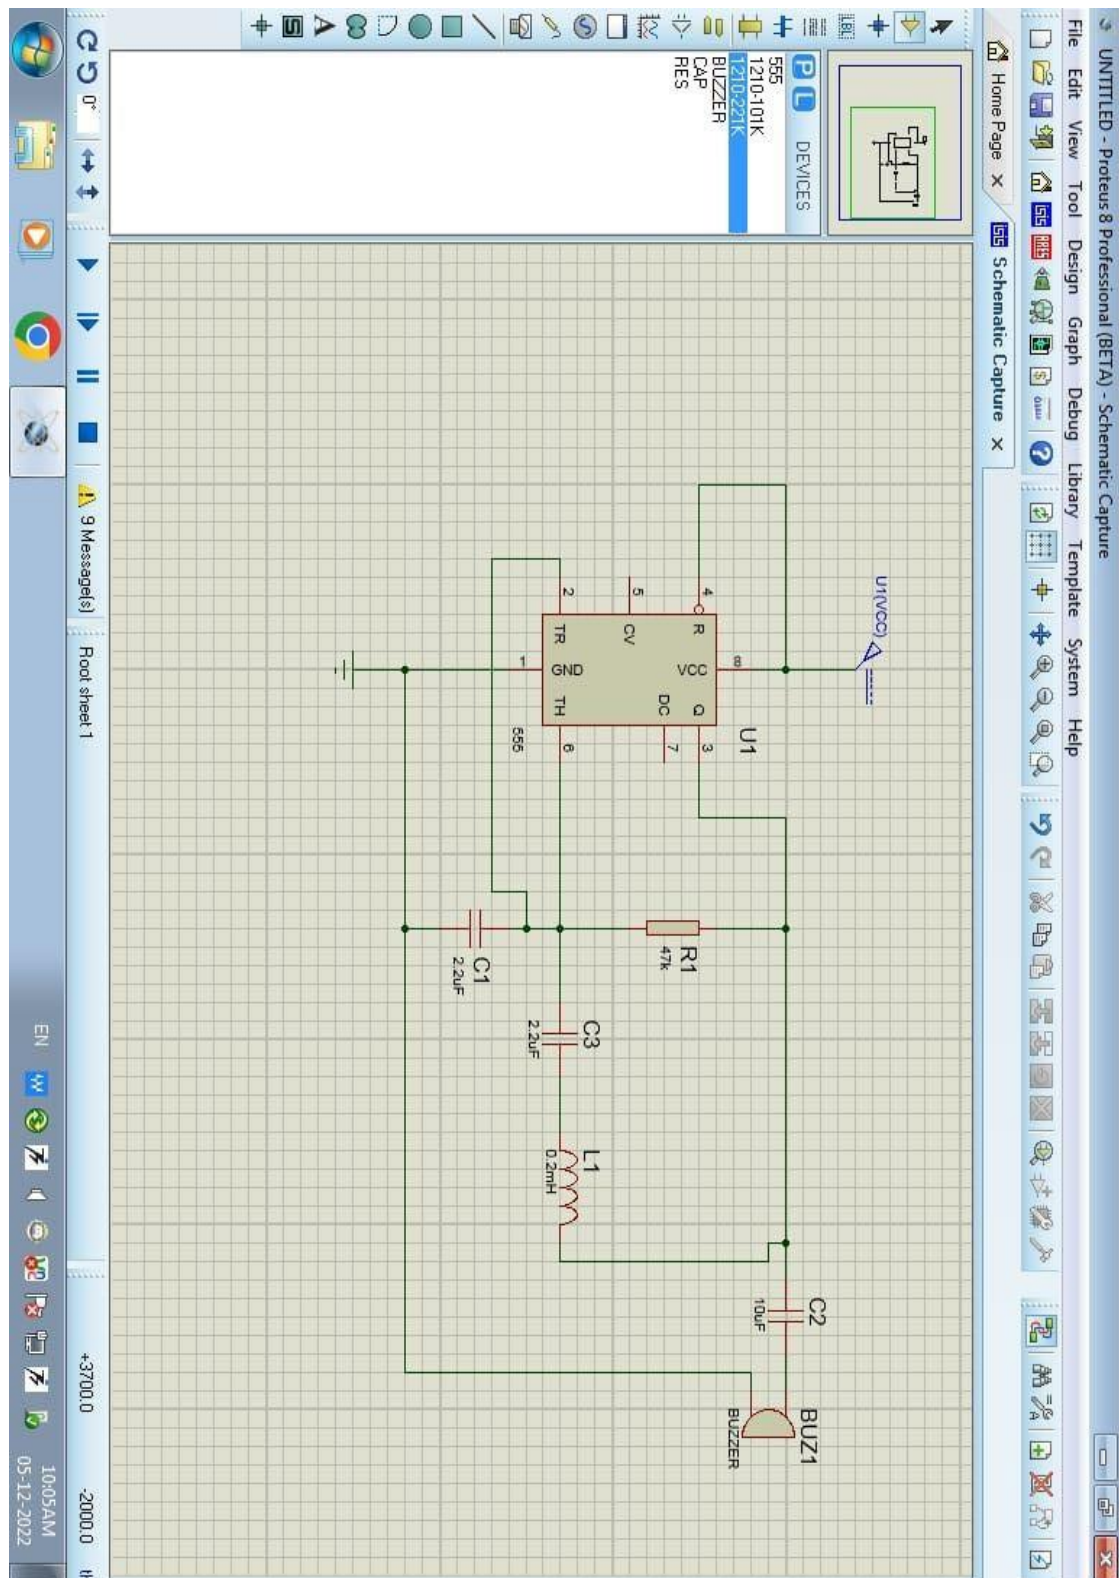 UNTITLED - Proteus 8 Professional (BETA) - Schematic Capture
File Edit View Tool Design Graph Debug Library Template System Help
Home Page X Schematic Capture X
LBL
P L DEVICES
555
1210-101K
1210-221K
BUZZER
CAP
RES
U1(VCC)
U1
8
VCC
4
R
Q
3
DC
7
5
CV
2
TR
GND
TH
6
1
555
R1
47k
C1
2.2uF
C3
2.2uF
L1
0.2mH
C2
10uF
BUZ1
BUZZER
0°
9 Message(s)
Root sheet 1
+3700.0
-2000.0
EN
10:05AM
05-12-2022